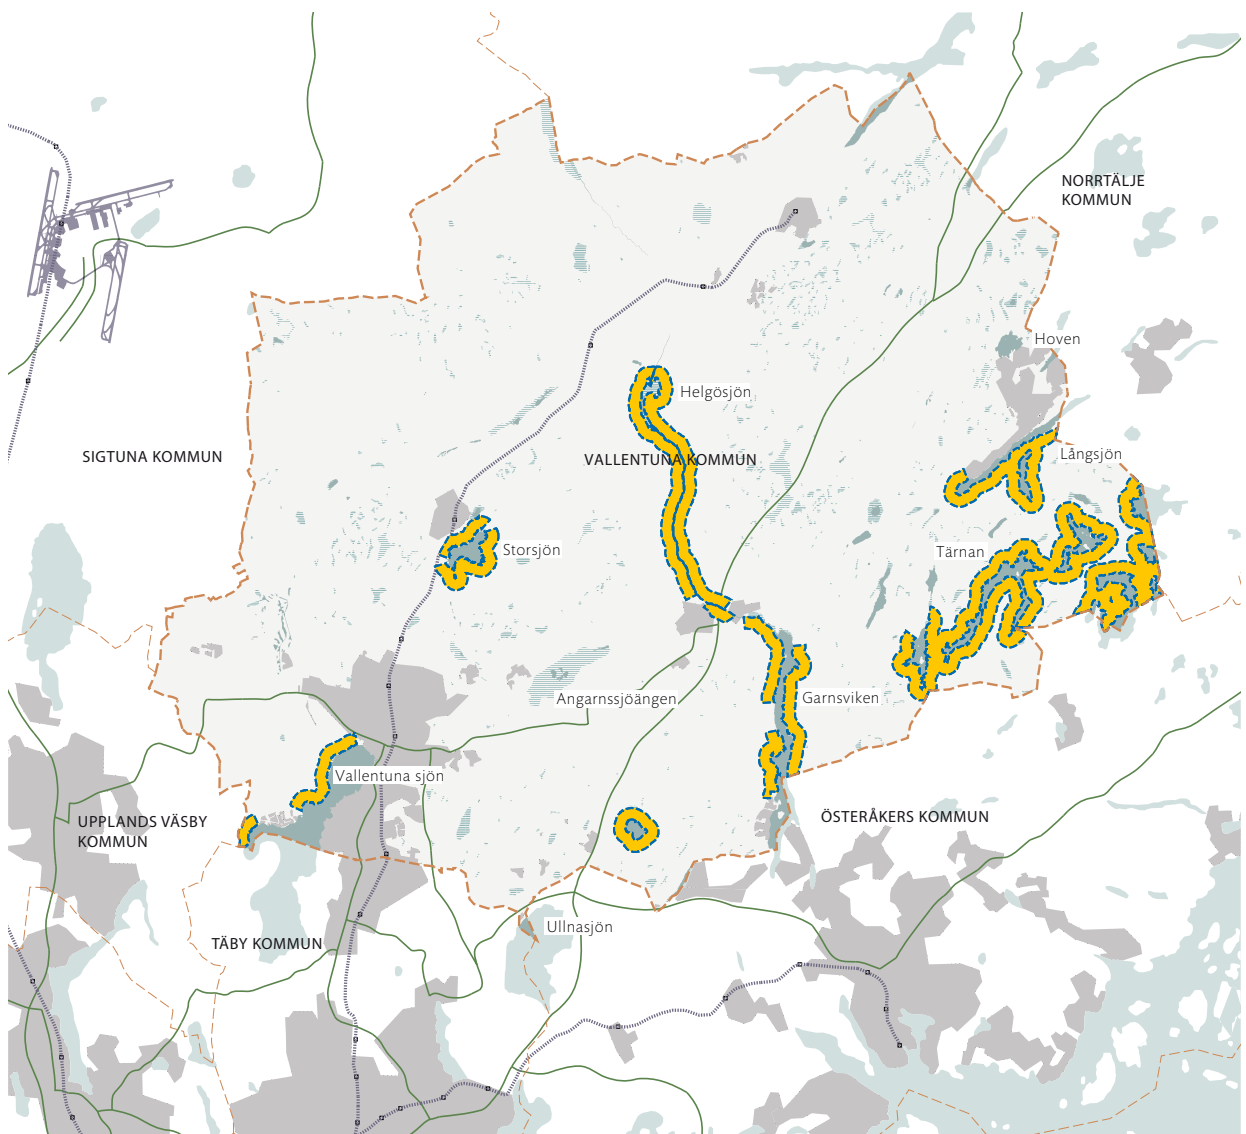 NORRTÄLJE
KOMMUN
Hoven
Helgösjön
SIGTUNA KOMMUN
VALLENTUNA KOMMUN
Långsjön
Storsjön
Tärnan
Angarnssjöängen
Garnsviken
Vallentuna sjön
UPPLANDS VÄSBY
KOMMUN
ÖSTERÅKERS KOMMUN
Ullnasjön
TÄBY KOMMUN